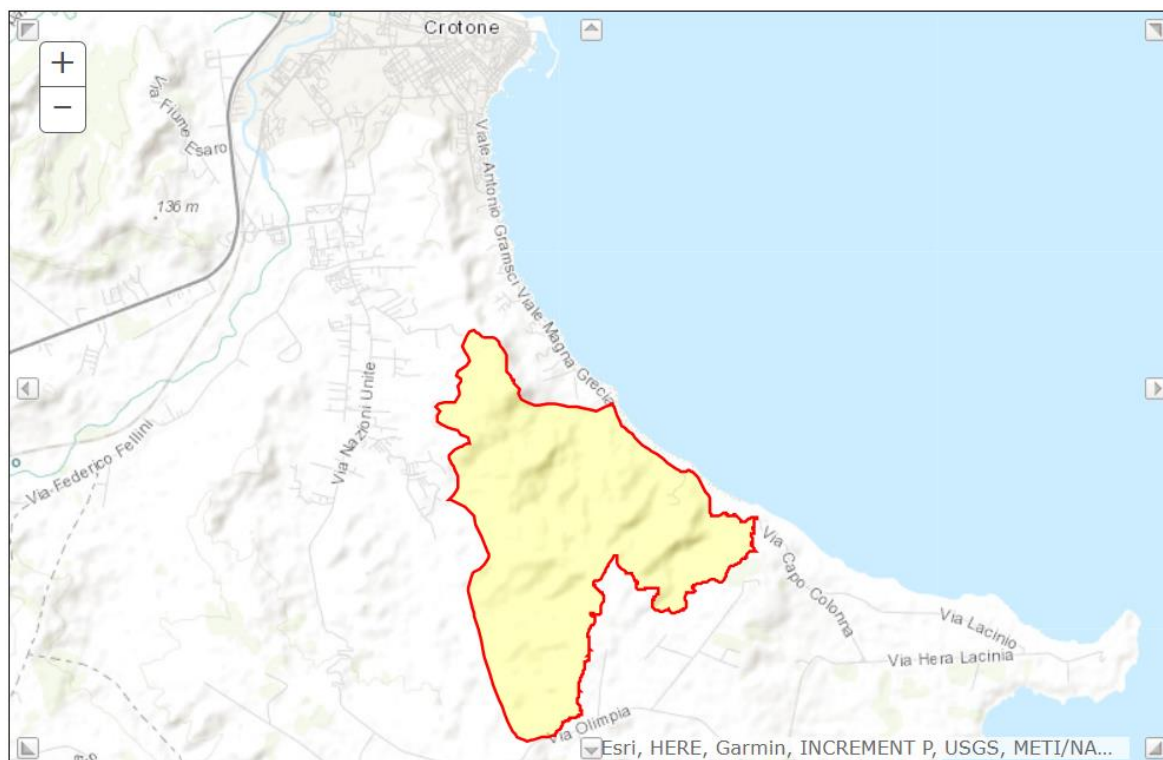 Crotone
+
−
Via Fiume
Esaro
136 m
Viale Antonio Gramsci
Viale Magna Grecia
Via Nazioni Unite
Via Federico Fellini
Via Capo Colonna
Via Lacinio
Via Hera Lacinia
Via Olimpia
Esri, HERE, Garmin, INCREMENT P, USGS, METI/NA...